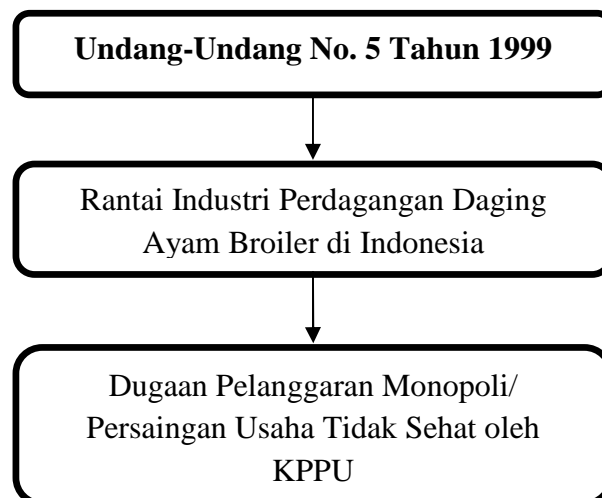 Undang-Undang No. 5 Tahun 1999
Rantai Industri Perdagangan Daging
Ayam Broiler di Indonesia
Dugaan Pelanggaran Monopoli/
Persaingan Usaha Tidak Sehat oleh
KPPU